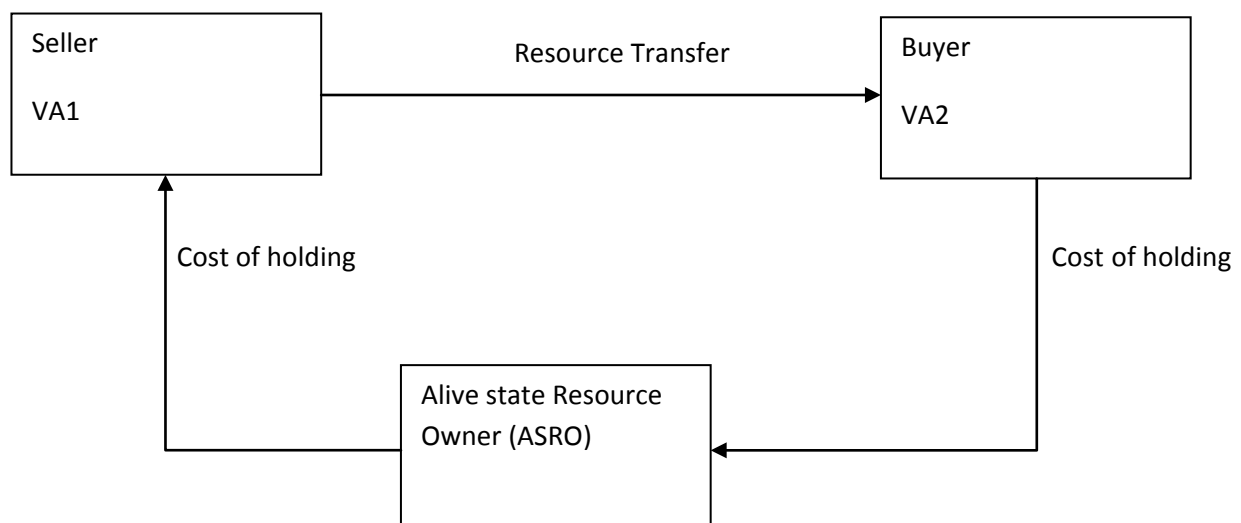 Seller
VA1
Resource Transfer
Buyer
VA2
Cost of holding
Cost of holding
Alive state Resource
Owner (ASRO)